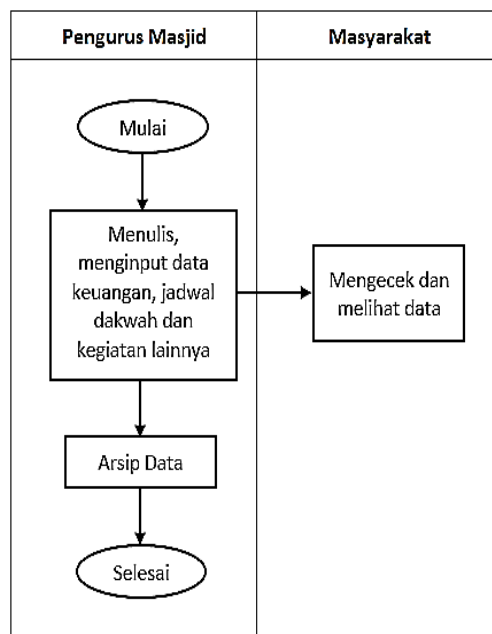 Pengurus Masjid
Masyarakat
Mulai
Menulis,
menginput data
keuangan, jadwal
dakwah dan
kegiatan lainnya
Mengecek dan
melihat data
Arsip Data
Selesai